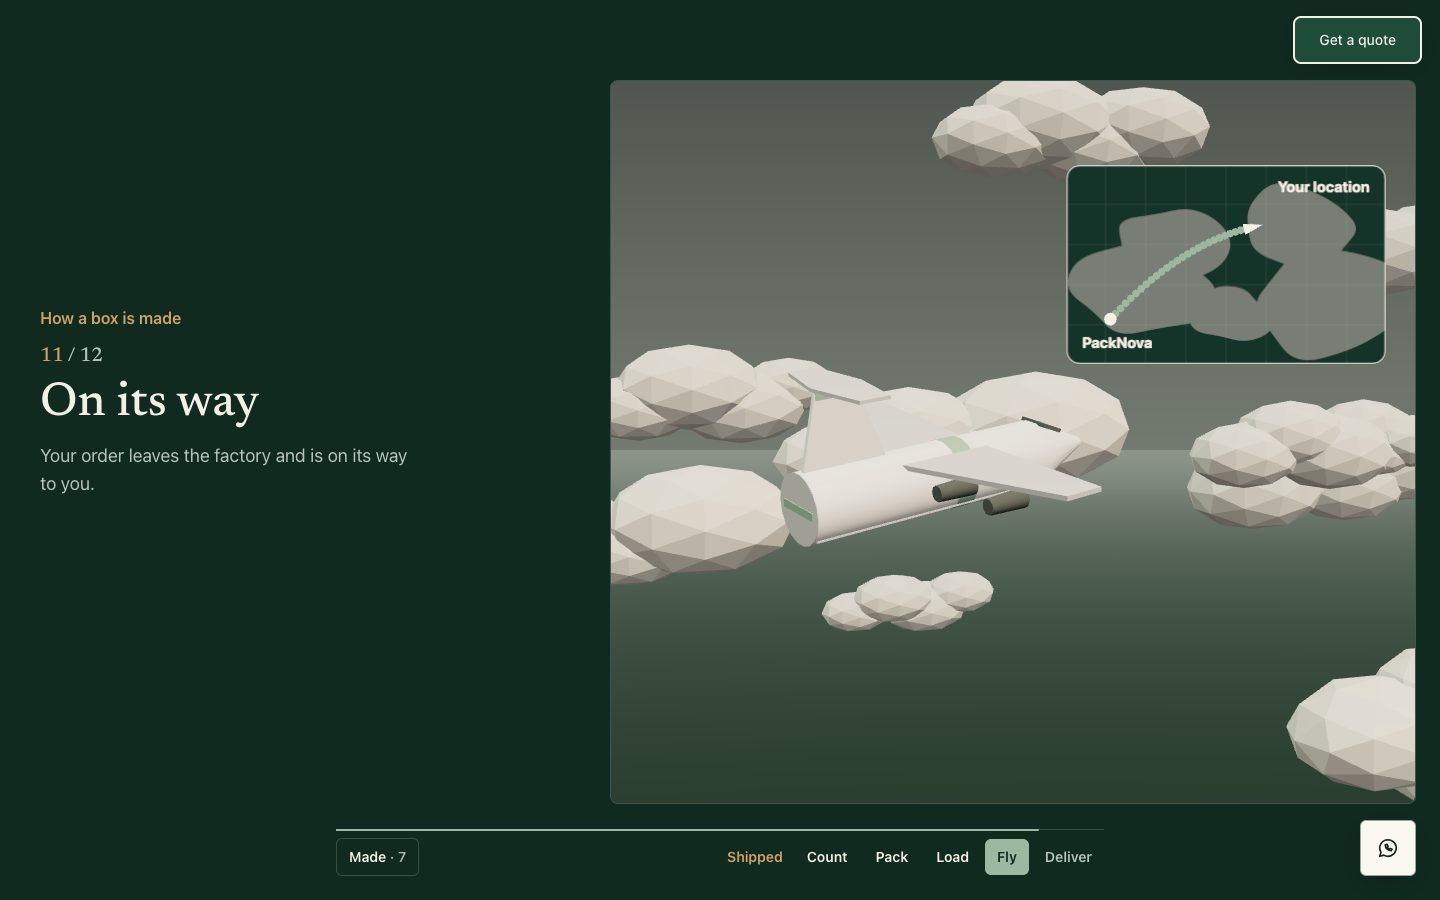 Get a quote
How a box is made
11 / 12
On its way
Your order leaves the factory and is on its way
to you.
Your location
PackNova
Made · 7
Shipped
Count
Pack
Load
Fly
Deliver